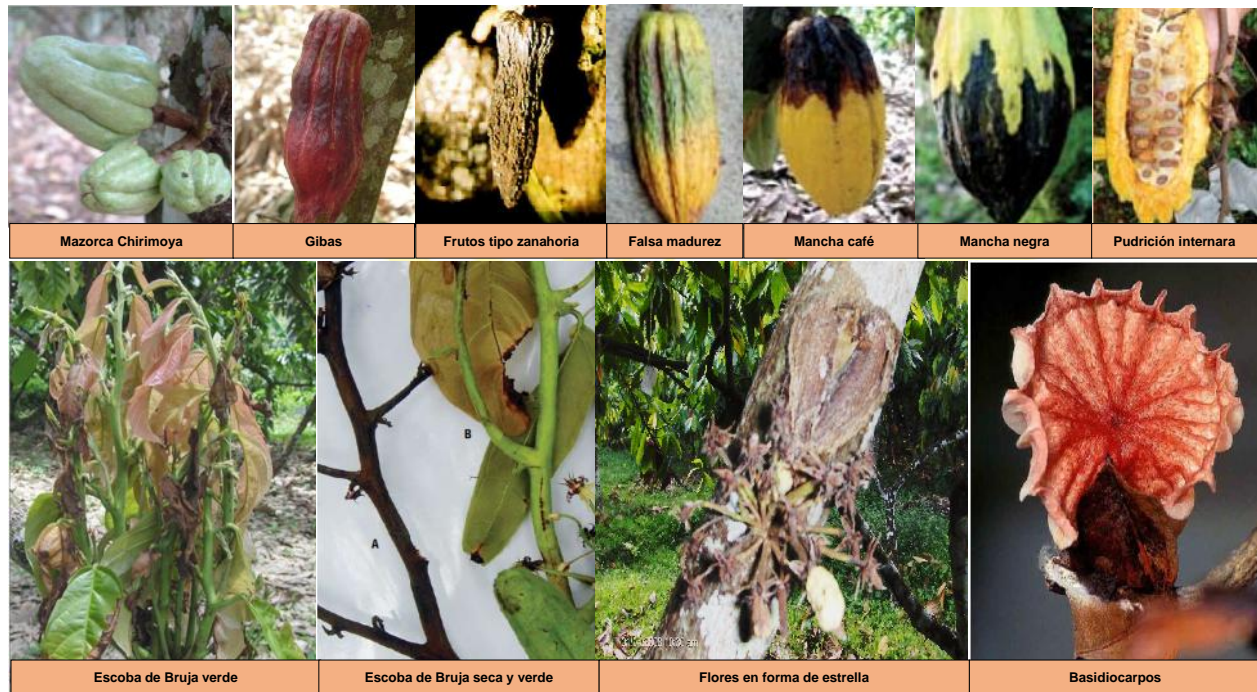 Mazorca Chirimoya
Gibas
Frutos tipo zanahoria
Falsa madurez
Mancha café
Mancha negra
Pudrición internara
B
A
Escoba de Bruja verde
Escoba de Bruja seca y verde
Flores en forma de estrella
Basidiocarpos